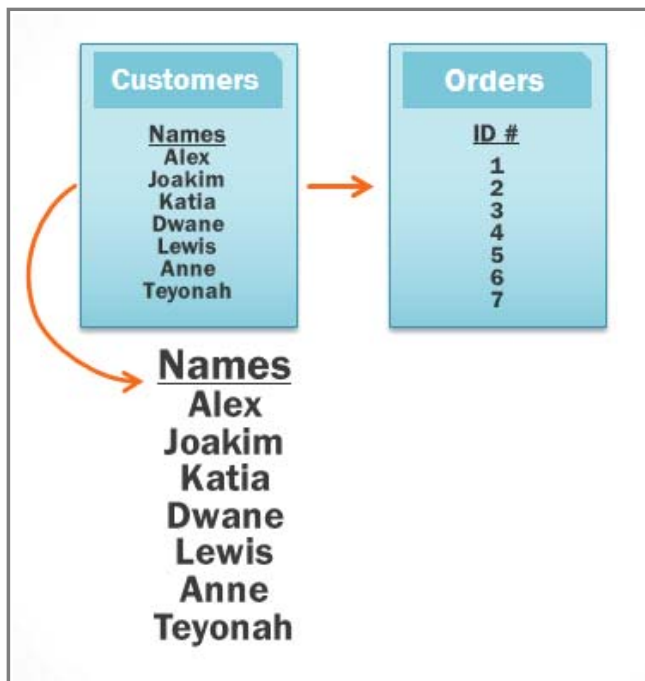 Customers
Names
Alex
Joakim
Katia
Dwane
Lewis
Anne
Teyonah
Orders
ID #
1
2
3
4
5
6
7
Names
Alex
Joakim
Katia
Dwane
Lewis
Anne
Teyonah